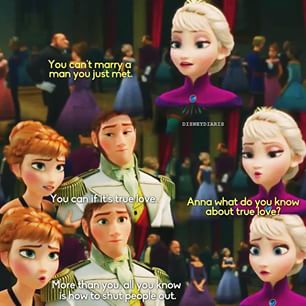 You can't marry a
man you just met.
DISNEYDIARIE
You can if it's true love.
Anna what do you know
about true love?
More than you, all you know
is how to shut people out.